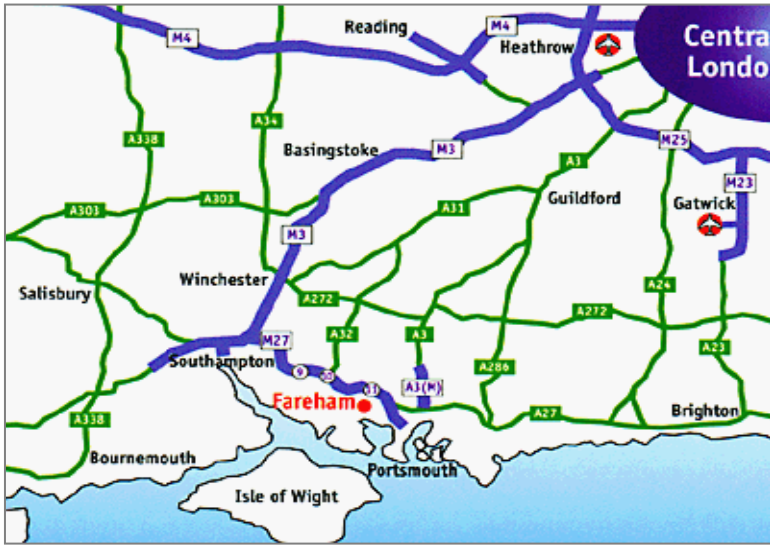 Reading
M4
M4
Heathrow
Centra
Londo
A34
A338
Basingstoke
M3
A3
M25
M23
A303
A303
A31
Guildford
Gatwick
M3
Winchester
Salisbury
A272
A24
A272
M27
A32
A3
A23
Southampton
9
10
11
A286
A3(M)
Fareham
A338
A27
Brighton
Bournemouth
Portsmouth
Isle of Wight